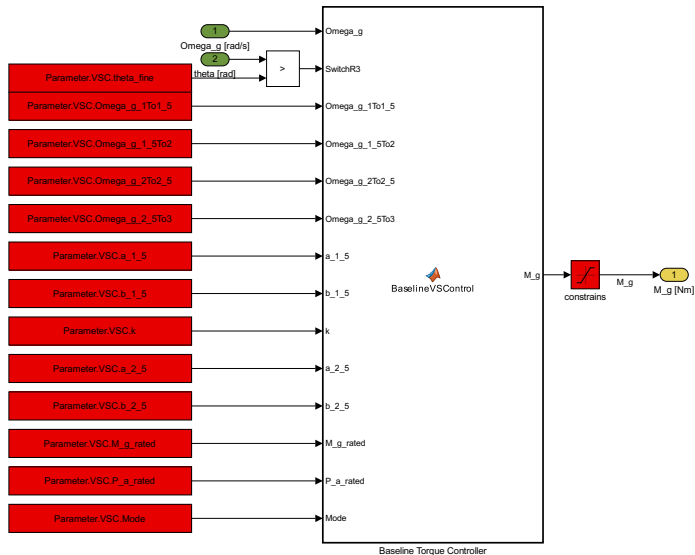 1
Omega_g [rad/s]
2
theta [rad]
>
Parameter.VSC.theta_fine
Parameter.VSC.Omega_g_1To1_5
Parameter.VSC.Omega_g_1_5To2
Parameter.VSC.Omega_g_2To2_5
Parameter.VSC.Omega_g_2_5To3
Parameter.VSC.a_1_5
Parameter.VSC.b_1_5
Parameter.VSC.k
Parameter.VSC.a_2_5
Parameter.VSC.b_2_5
Parameter.VSC.M_g_rated
Parameter.VSC.P_a_rated
Parameter.VSC.Mode
Omega_g
SwitchR3
Omega_g_1To1_5
Omega_g_1_5To2
Omega_g_2To2_5
Omega_g_2_5To3
a_1_5
b_1_5
k
a_2_5
b_2_5
M_g_rated
P_a_rated
Mode
BaselineVSControl
M_g
Baseline Torque Controller
constrains
M_g
1
M_g [Nm]